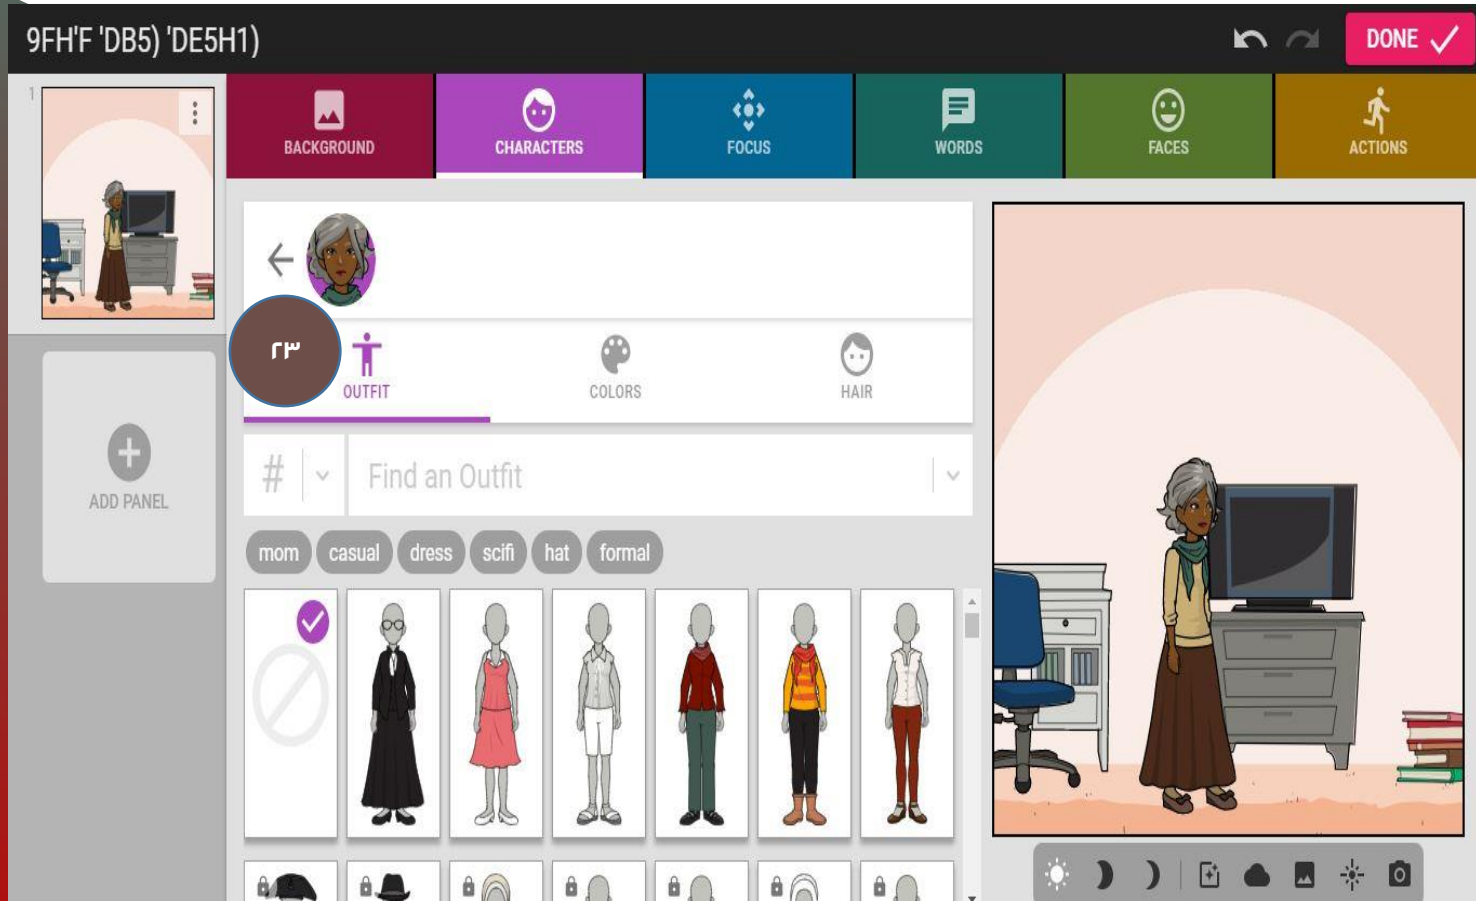 9FH'F 'DB5) 'DE5H1)
DONE
1
BACKGROUND
CHARACTERS
FOCUS
WORDS
FACES
ACTIONS
٢٣
OUTFIT
COLORS
HAIR
ADD PANEL
# Find an Outfit
mom casual dress scifi hat formal